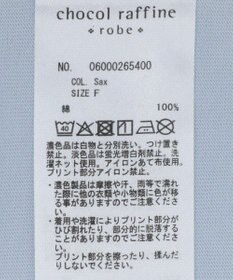 chocol raffine
robe
NO. 06000265400
COL. Sax
SIZE F
綿 100%
40
濃色品は白物と分別洗い。つけ置き
禁止。淡色品は蛍光増白剤禁止。洗
濯ネット使用。アイロンあて布使用。
プリント部分アイロン禁止。
・濃色製品は摩擦や汗、雨等で濡れ
た際に他の衣類や小物類に色が移
る事がありますのでご注意ください。
・着用や洗濯によりプリント部分が
ひび割れたり、部分的に脱落する
ことがありますのでご注意下さい。
プリント部分を擦ったり、揉んだ
りしないでください。